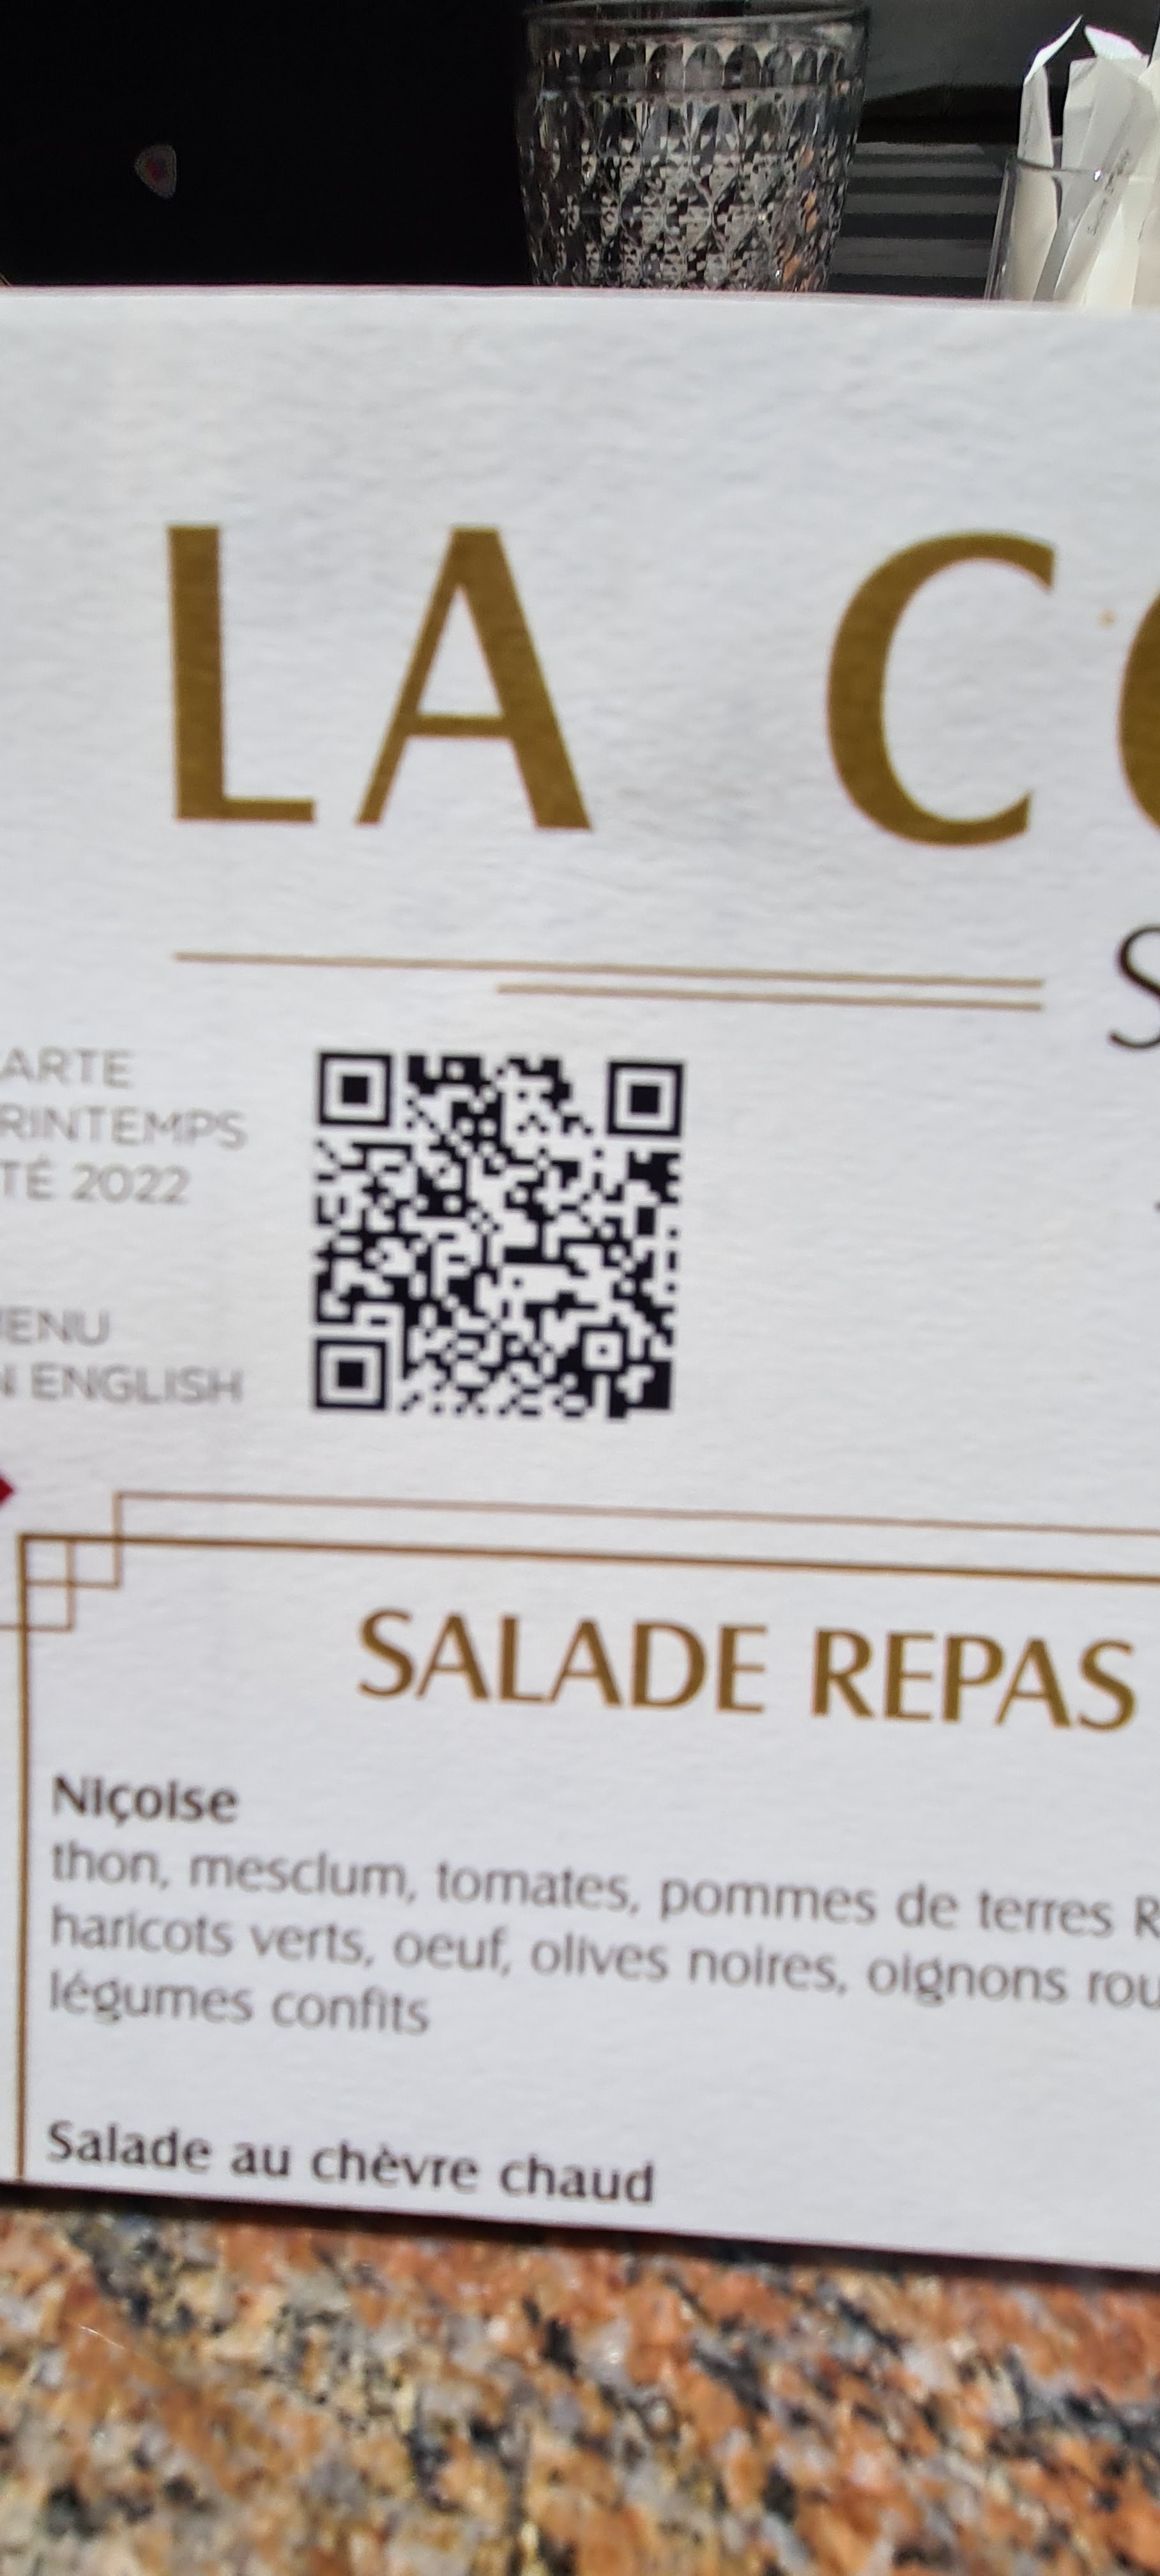 LA C
ARTE
RINTEMPS
TÉ 2022
ENU
N ENGLISH
SALADE REPAS
Niçoise
thon, mesclum, tomates, pommes de terres R
haricots verts, oeuf, olives noires, oignons rou
légumes confits
Salade au chèvre chaud